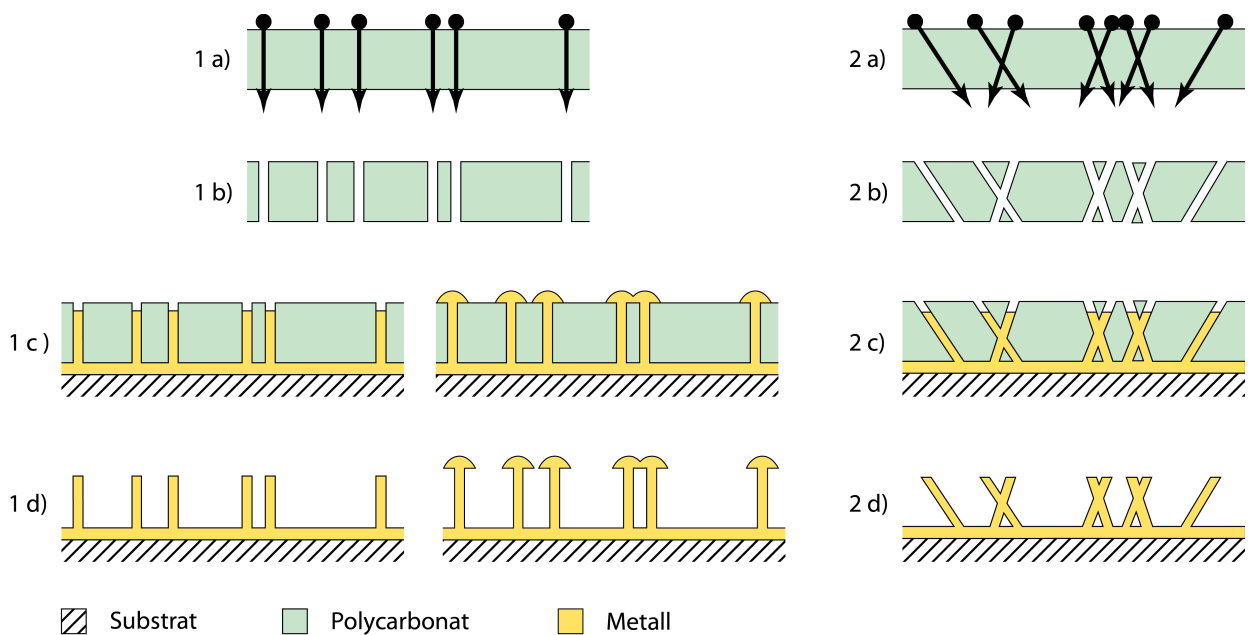 1 a)
2 a)
1 b)
2 b)
1 c )
2 c)
1 d)
2 d)
Substrat
Polycarbonat
Metall